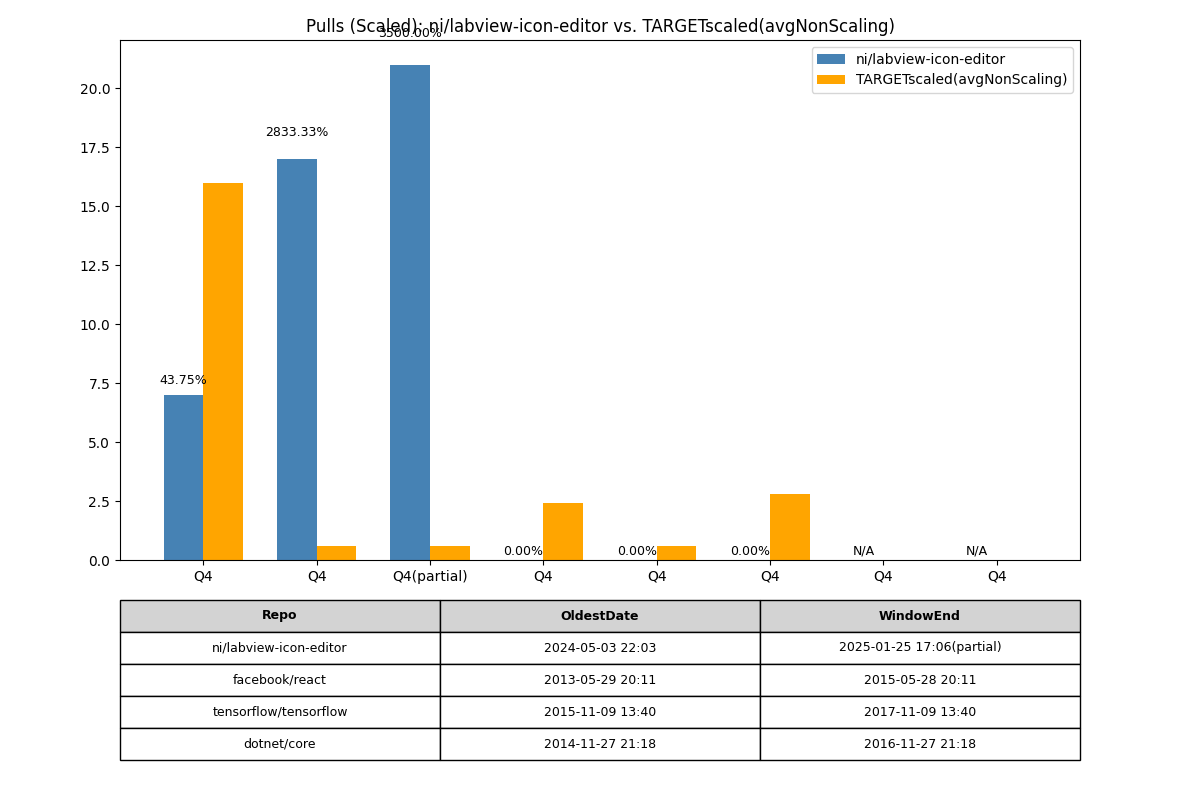 Pulls (Scaled): ni/labview-icon-editor vs. TARGETscaled(avgNonScaling)
3500.00%
ni/labview-icon-editor
TARGETscaled(avgNonScaling)
20.0
2833.33%
17.5
15.0
12.5
10.0
7.5
43.75%
5.0
2.5
0.00% 0.00% 0.00% N/A N/A
0.0
Q4 Q4 Q4(partial) Q4 Q4 Q4 Q4 Q4
Repo OldestDate WindowEnd
ni/labview-icon-editor 2024-05-03 22:03 2025-01-25 17:06(partial)
facebook/react 2013-05-29 20:11 2015-05-28 20:11
tensorflow/tensorflow 2015-11-09 13:40 2017-11-09 13:40
dotnet/core 2014-11-27 21:18 2016-11-27 21:18